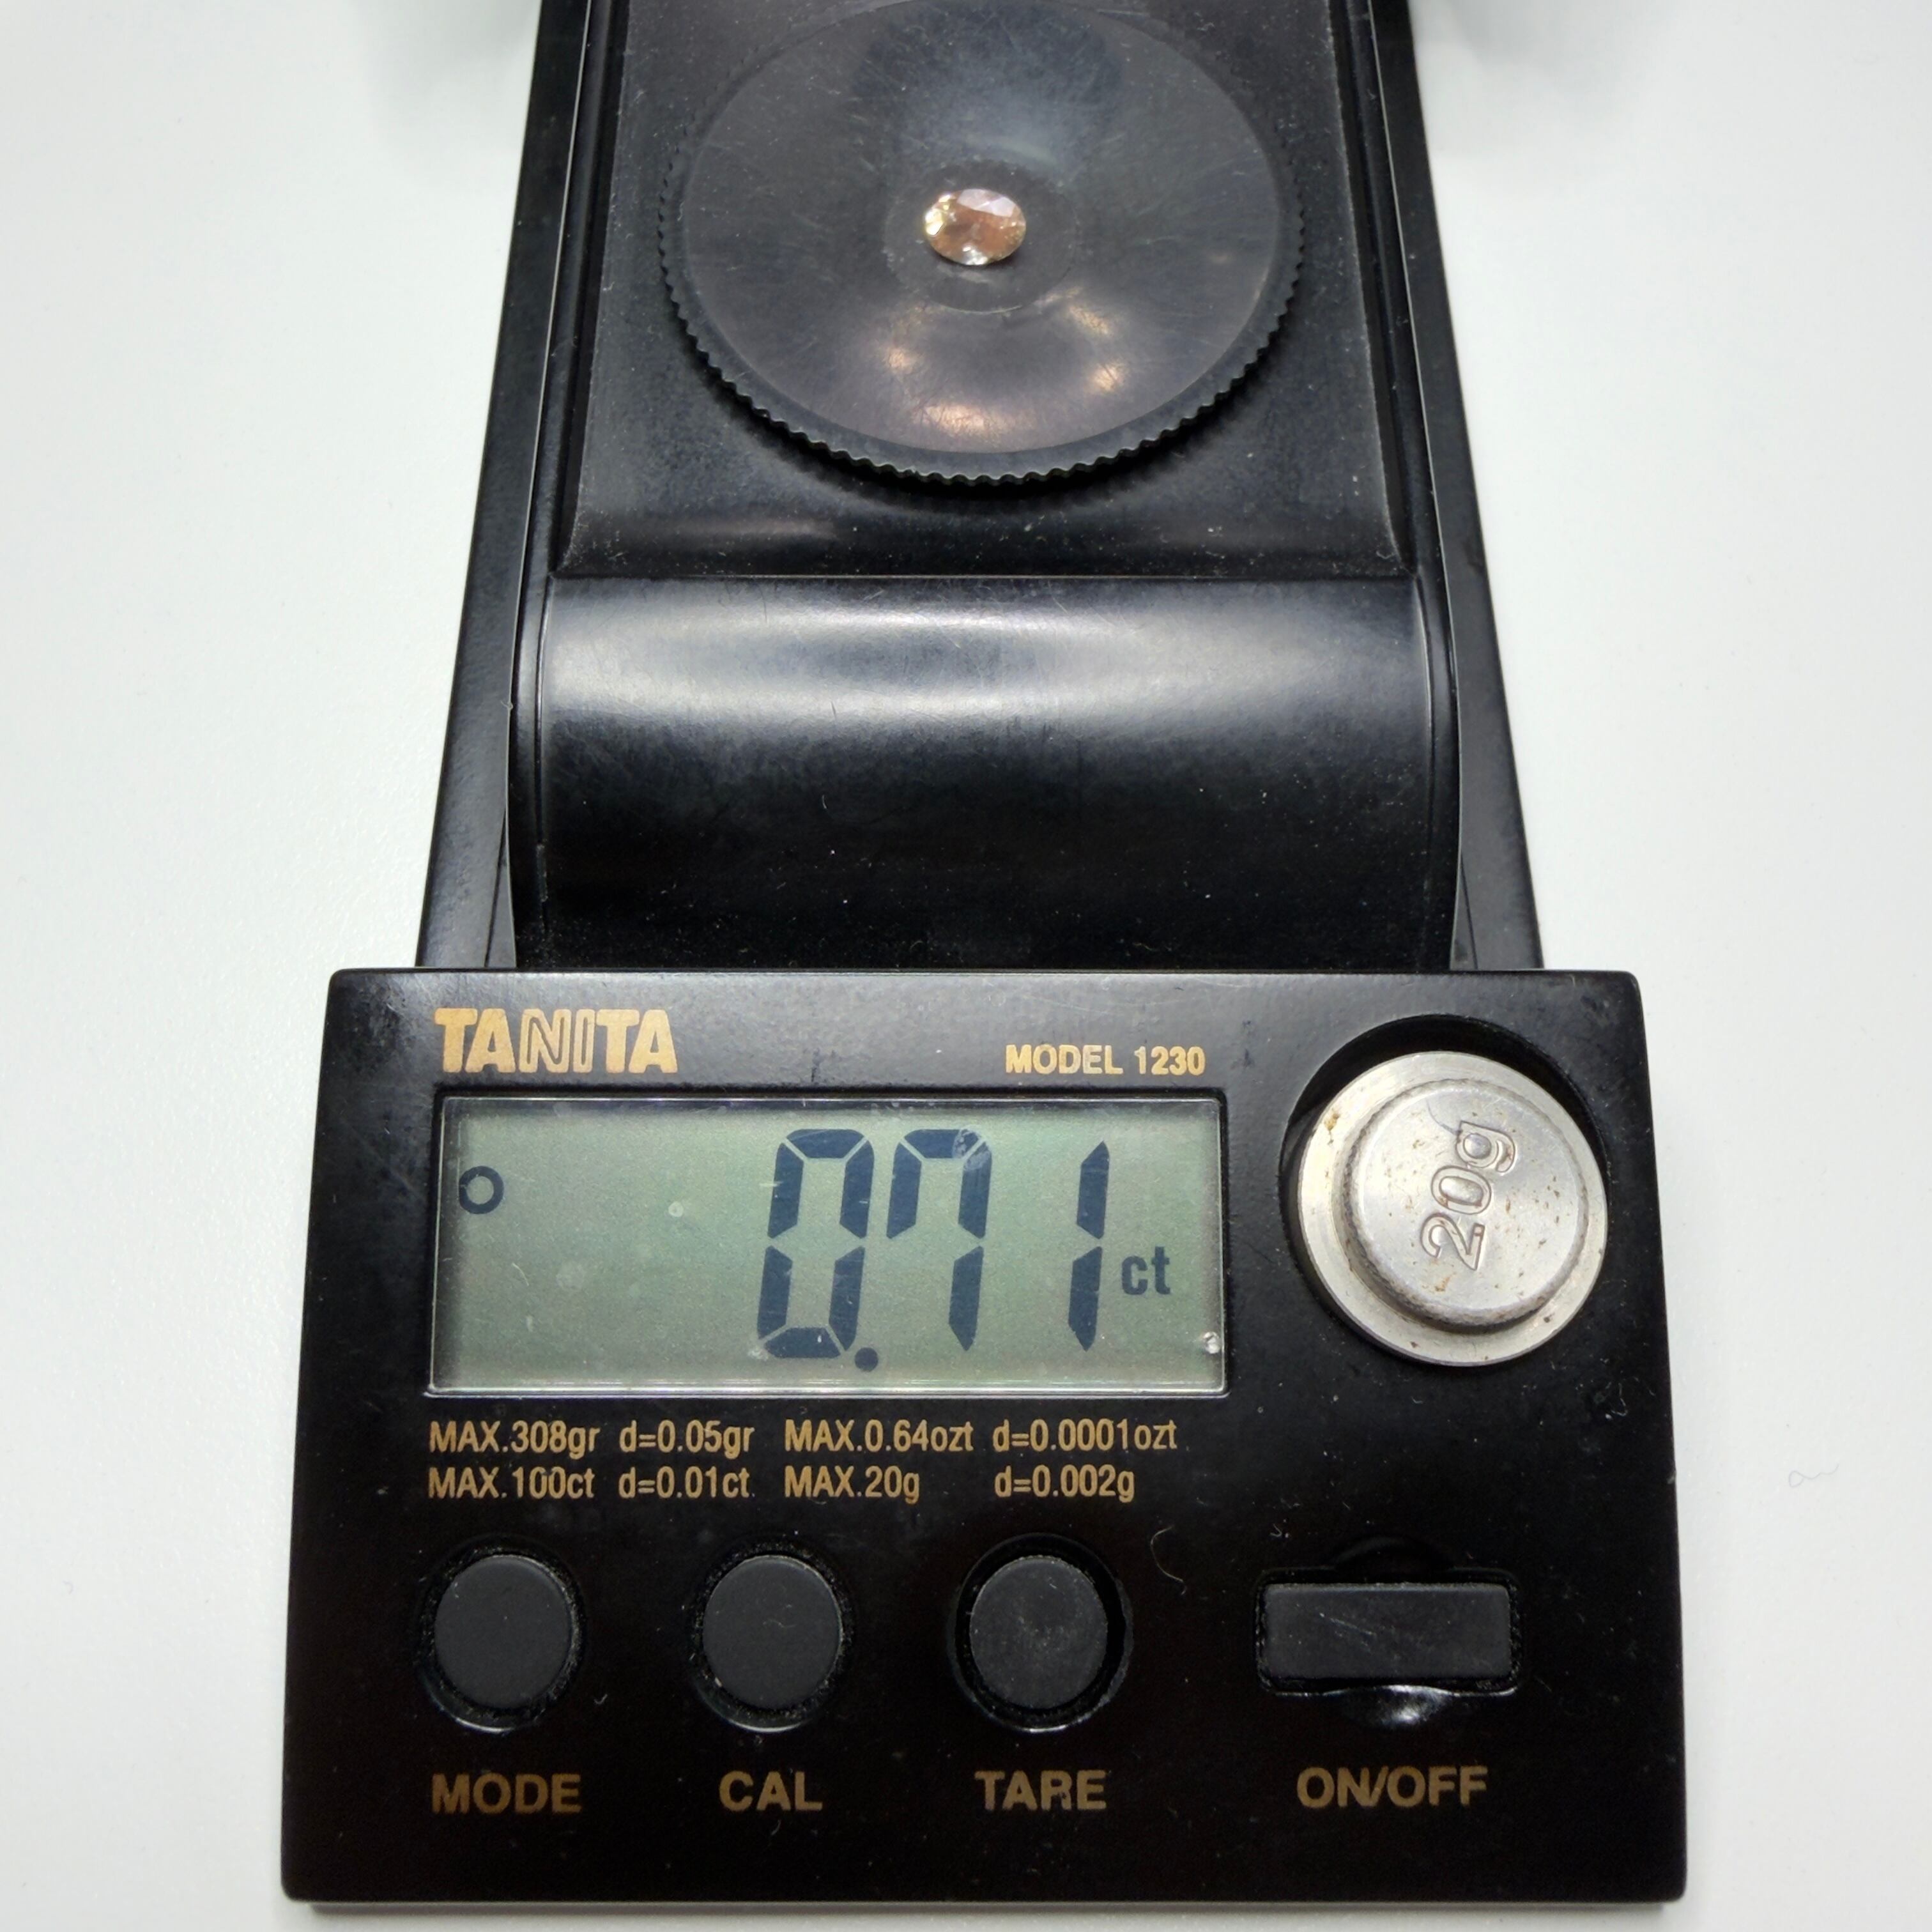 TANITA
MODEL 1230
0.71 ct
20g
MAX.308gr d=0.05gr MAX.0.64ozt d=0.0001ozt
MAX.100ct d=0.01ct MAX.20g d=0.002g
MODE CAL TARE ON/OFF